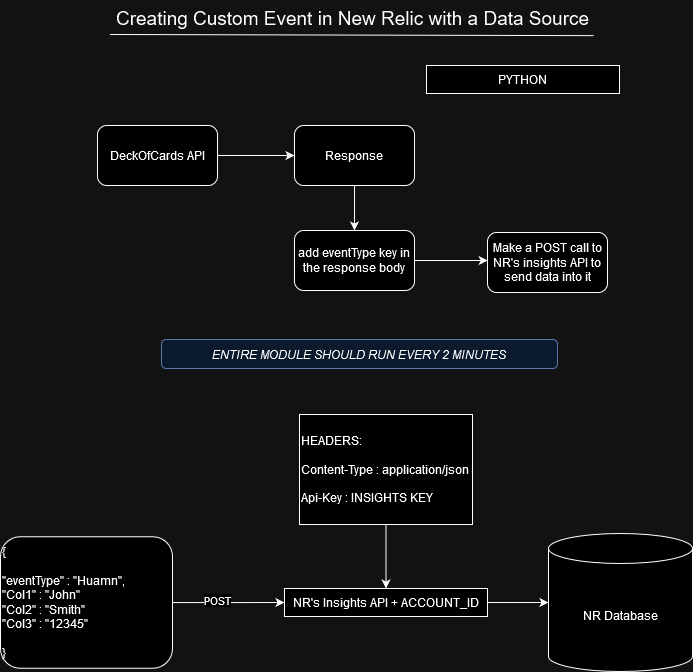 Creating Custom Event in New Relic with a Data Source
PYTHON
DeckOfCards API
Response
add eventType key in
the response body
Make a POST call to
NR's insights API to
send data into it
ENTIRE MODULE SHOULD RUN EVERY 2 MINUTES
HEADERS:
Content-Type : application/json
Api-Key : INSIGHTS KEY
{
"eventType" : "Huamn",
"Col1" : "John"
"Col2" : "Smith"
"Col3" : "12345"
}
POST
NR's Insights API + ACCOUNT_ID
NR Database